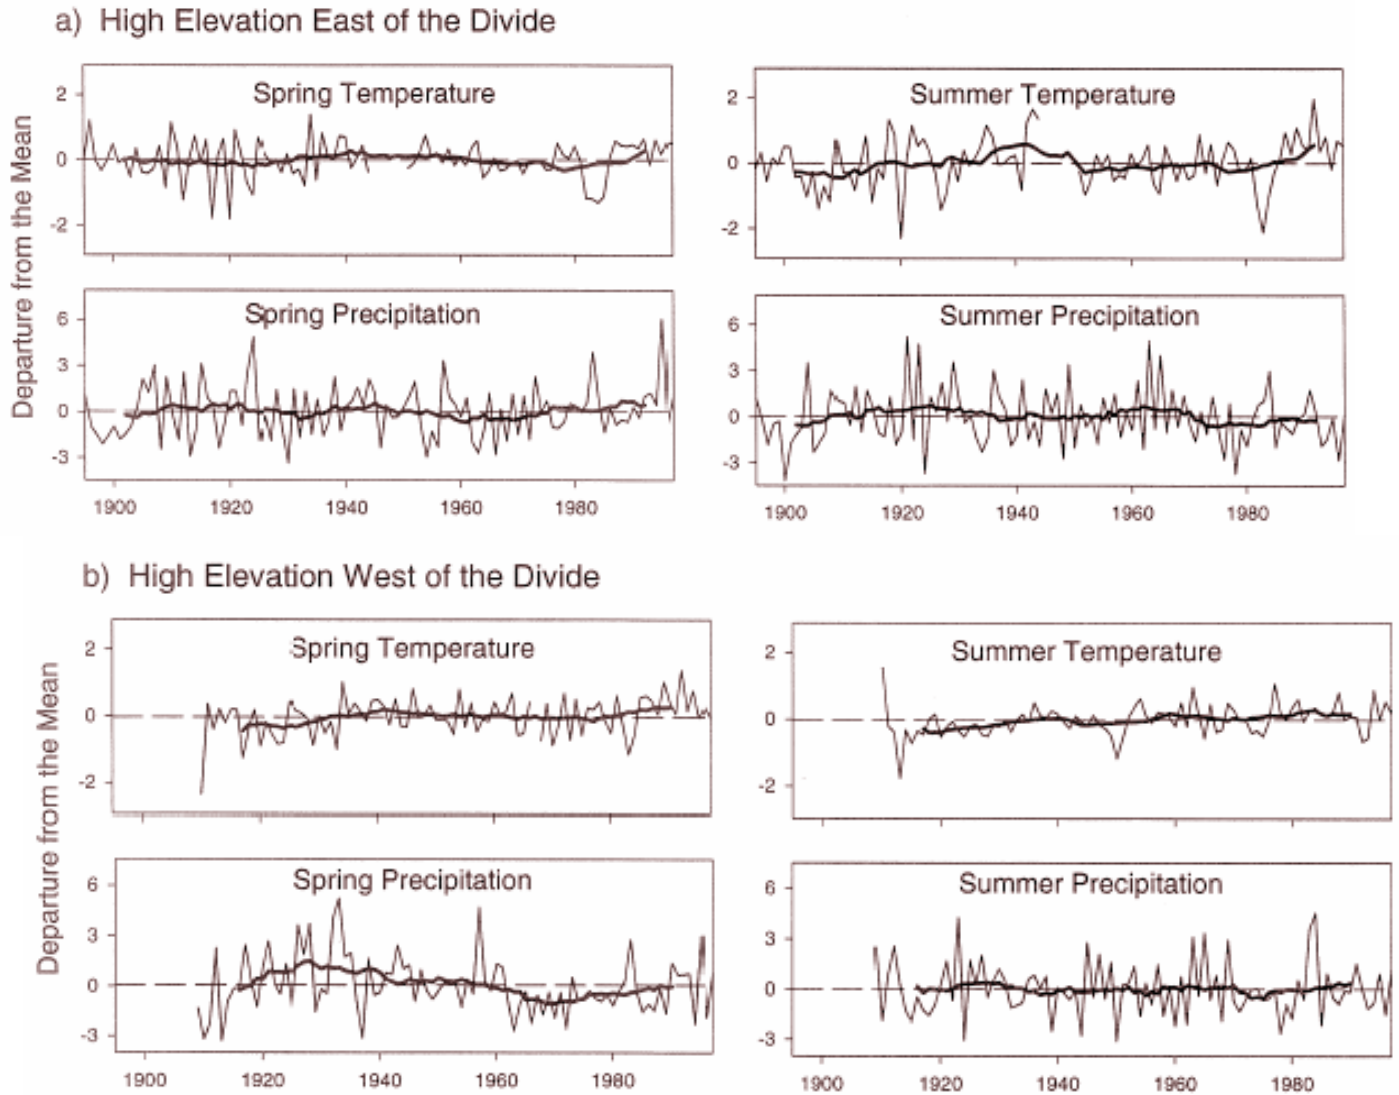 a) High Elevation East of the Divide
Departure from the Mean
Spring Temperature
2
0
-2
Summer Temperature
2
0
-2
Spring Precipitation
6
3
0
-3
1900 1920 1940 1960 1980
Summer Precipitation
6
3
0
-3
1900 1920 1940 1960 1980
b) High Elevation West of the Divide
Departure from the Mean
Spring Temperature
2
0
-2
Summer Temperature
2
0
-2
Spring Precipitation
6
3
0
-3
1900 1920 1940 1960 1980
Summer Precipitation
6
3
0
-3
1900 1920 1940 1960 1980